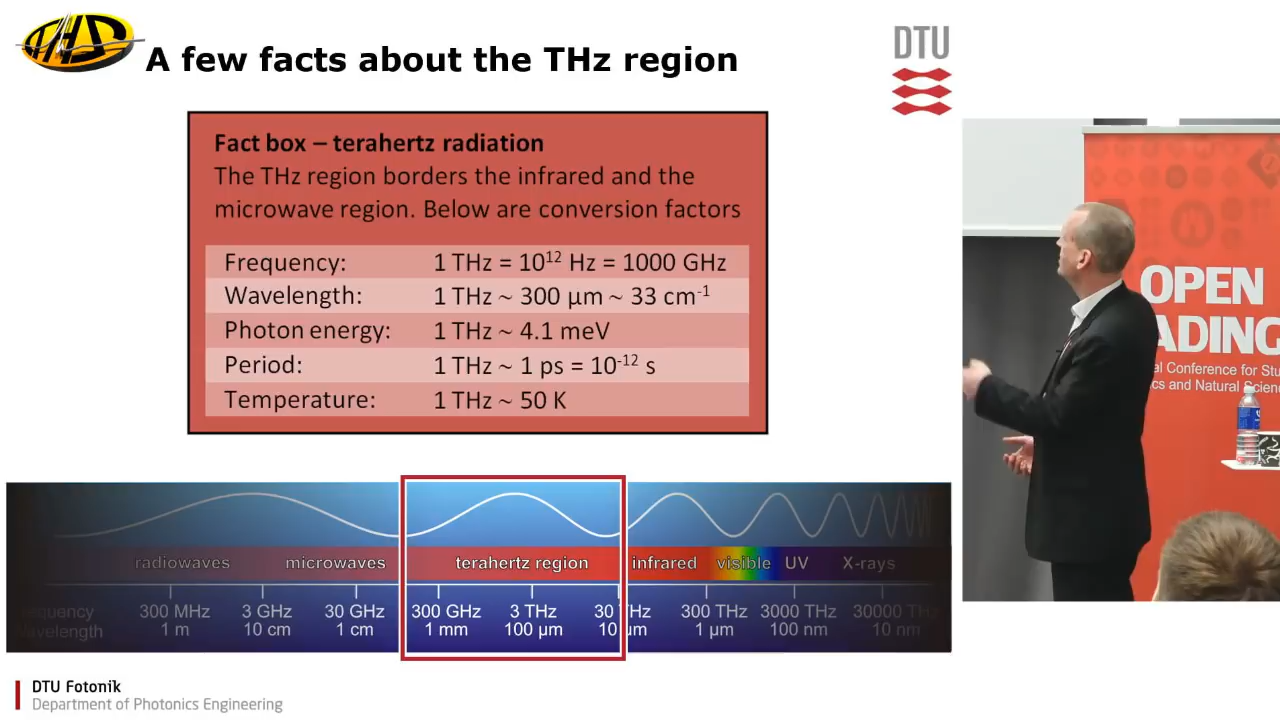 THz
A few facts about the THz region
DTU
Fact box – terahertz radiation
The THz region borders the infrared and the
microwave region. Below are conversion factors
Frequency: 1 THz = 10¹² Hz = 1000 GHz
Wavelength: 1 THz ~ 300 µm ~ 33 cm⁻¹
Photon energy: 1 THz ~ 4.1 meV
Period: 1 THz ~ 1 ps = 10⁻¹² s
Temperature: 1 THz ~ 50 K
OPEN
ADING
al Conference for Stu
cs and Natural Scienc
radiowaves microwaves terahertz region infrared visible UV X-rays
quency 300 MHz 3 GHz 30 GHz 300 GHz 3 THz 30 THz 300 THz 3000 THz 30000 THz
velength 1 m 10 cm 1 cm 1 mm 100 µm 10 µm 1 µm 100 nm 10 nm
DTU Fotonik
Department of Photonics Engineering